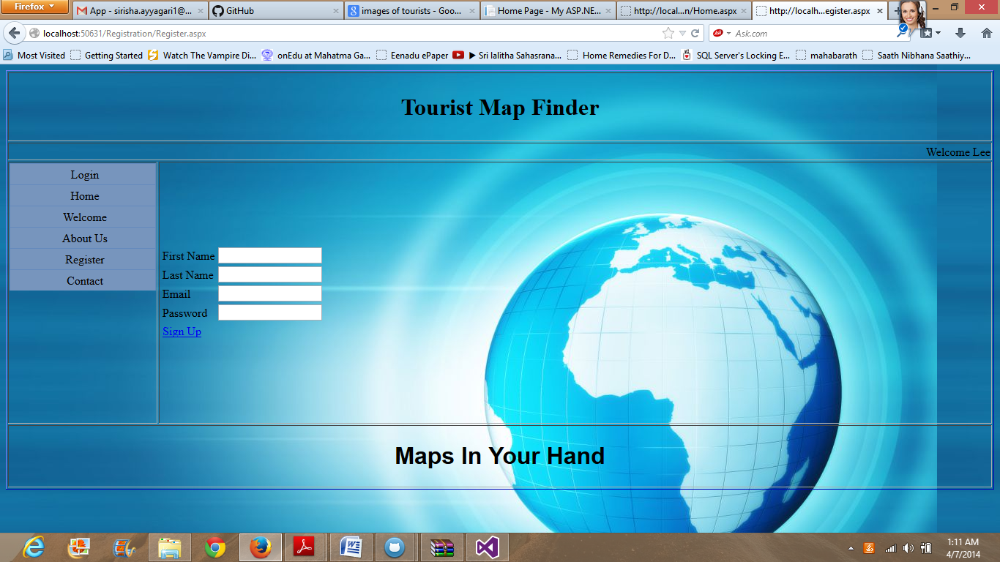 Firefox
App - sirisha.ayyagari1@...
GitHub
images of tourists - Goo...
Home Page - My ASP.NE...
http://local...n/Home.aspx
http://localh...egister.aspx
localhost:50631/Registration/Register.aspx
Ask
Ask.com
Most Visited
Getting Started
Watch The Vampire Di...
onEdu at Mahatma Ga...
Eenadu ePaper
▶ Sri lalitha Sahasrana...
Home Remedies For D...
SQL Server's Locking E...
mahabarath
Saath Nibhana Saathiy...
Tourist Map Finder
Welcome Lee
Login
Home
Welcome
About Us
Register
Contact
First Name
Last Name
Email
Password
Sign Up
Maps In Your Hand
1:11 AM
4/7/2014